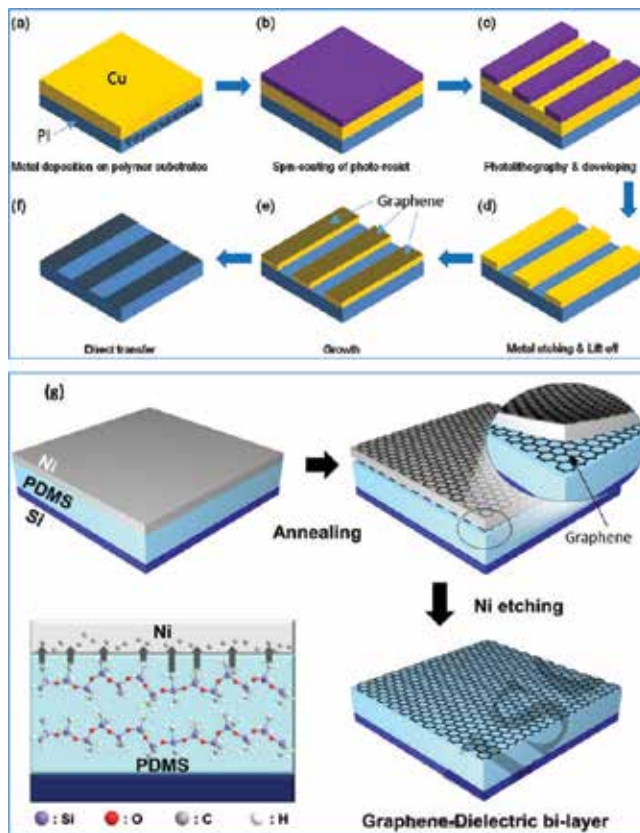 (a)
Cu
PI
Metal deposition on polymer substrates
(b)
Spin-coating of photo-resist
(c)
Photolithography & developing
(f)
Direct transfer
(e)
Graphene
Growth
(d)
Metal etching & Lift off
(g)
Ni
PDMS
Si
Annealing
Graphene
Ni etching
Ni
PDMS
: Si : O : C : H
Graphene-Dielectric bi-layer